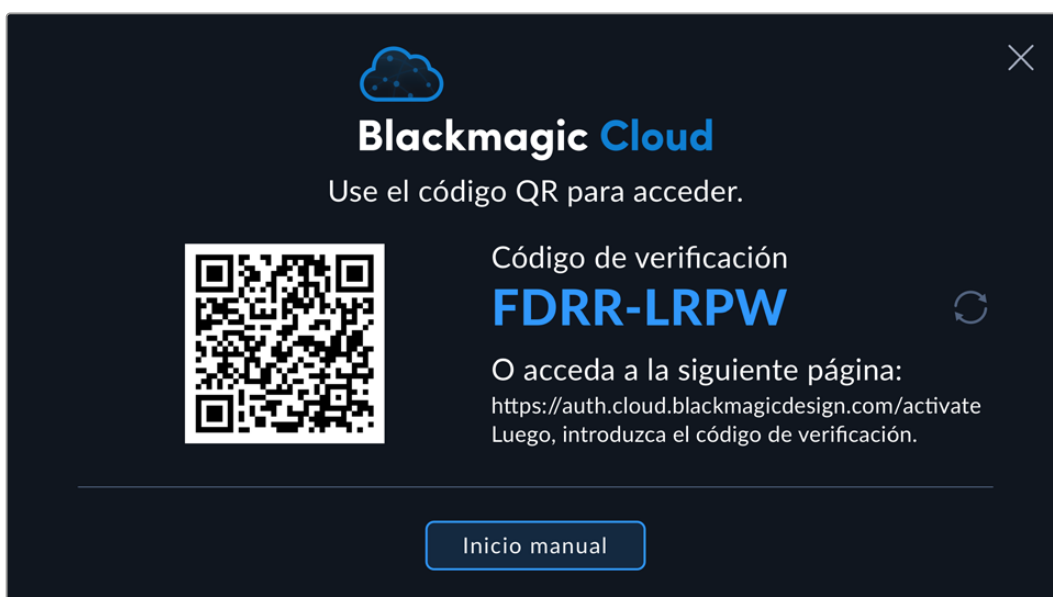 Blackmagic Cloud
Use el código QR para acceder.
Código de verificación
FDRR-LRPW
O acceda a la siguiente página:
https://auth.cloud.blackmagicdesign.com/activate
Luego, introduzca el código de verificación.
Inicio manual